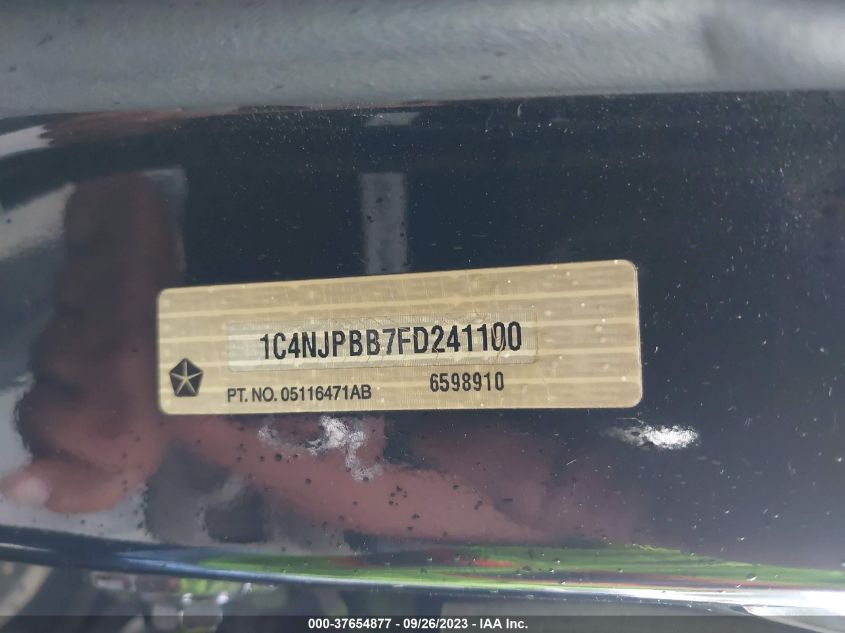 1C4NJPBB7FD241100
PT. NO. 05116471AB 6598910
000-37654877 - 09/26/2023 - IAA Inc.